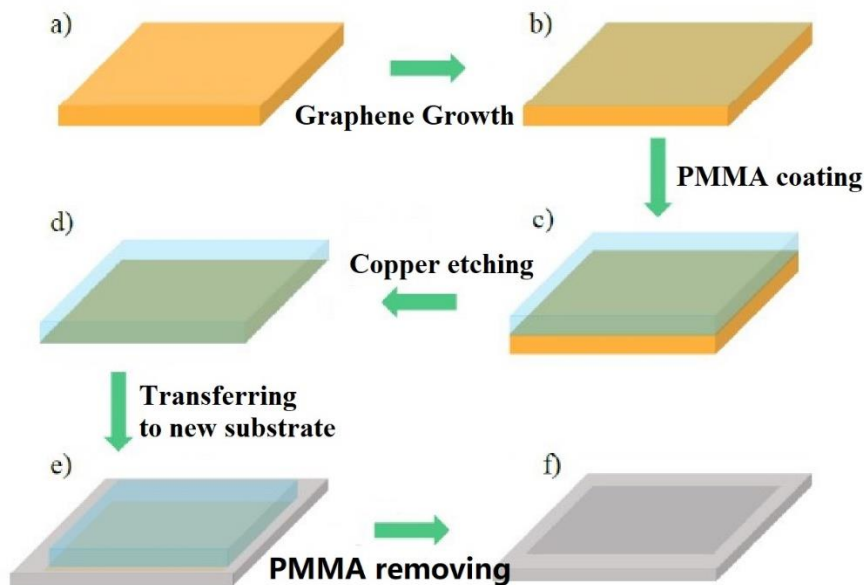 a)
b)
Graphene Growth
PMMA coating
d)
c)
Copper etching
Transferring
to new substrate
e)
f)
PMMA removing